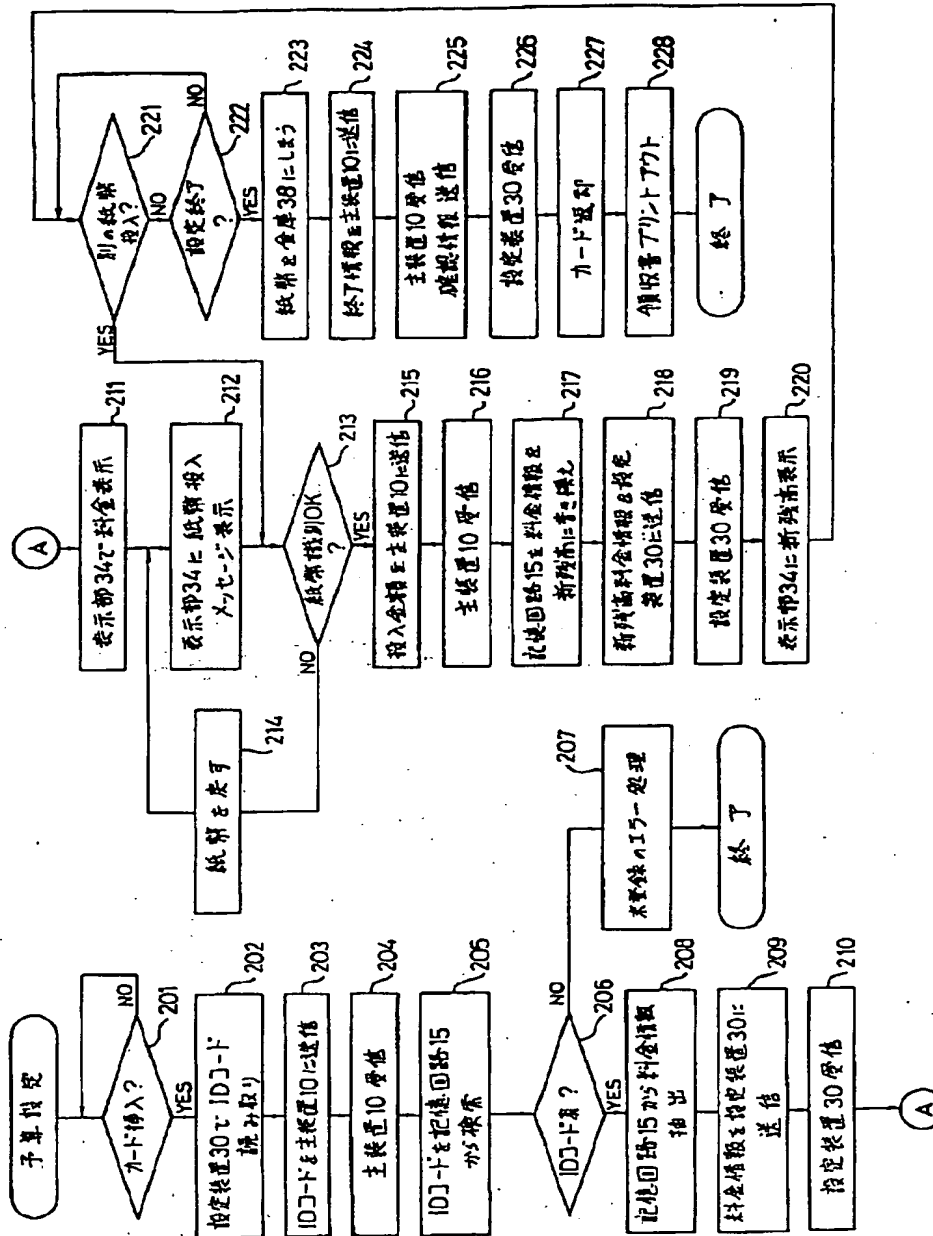 予算設定
カード挿入?
201
NO
YES
設定装置30でIDコード
読み取り
202
IDコードを主装置10に送信
203
主装置10受信
204
IDコードを記憶回路15
から検索
205
IDコード有?
206
NO
YES
未登録のエラー処理
207
終了
記憶回路15から料金情報
抽出
208
料金情報を設定装置30に
送信
209
設定装置30受信
210
A
A
表示部34で料金表示
211
表示部34に紙幣投入
メッセージ表示
212
紙幣識別OK
?
213
NO
YES
紙幣を戻す
214
投入金額を主装置10に送信
215
主装置10受信
216
記憶回路15を料金情報を
新残高に書き換え
217
新残高料金情報を設定
装置30に送信
218
設定装置30受信
219
表示部34に新残高表示
220
別の紙幣
投入?
221
YES
NO
設定終了
?
222
NO
YES
紙幣を金庫38にしまう
223
終了情報を主装置10に送信
224
主装置10受信
確認情報送信
225
設定装置30受信
226
カード返却
227
領収書プリントアウト
228
終了